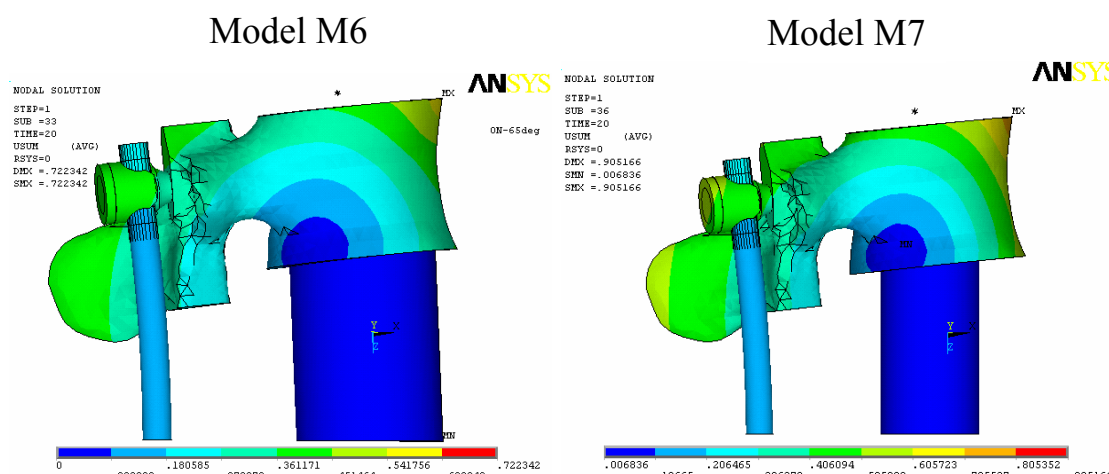 Model M6
Model M7
ANSYS
NODAL SOLUTION
STEP=1
SUB =33
TIME=20
USUM (AVG)
RSYS=0
DMX =.722342
SMX =.722342
*
MX
ON-65deg
Y
X
Z
MN
0
.180585
.361171
.541756
.722342
ANSYS
NODAL SOLUTION
STEP=1
SUB =36
TIME=20
USUM (AVG)
RSYS=0
DMX =.905166
SMN =.006836
SMX =.905166
*
MX
MX
Y
X
Z
.006836
.206465
.406094
.605723
.805352